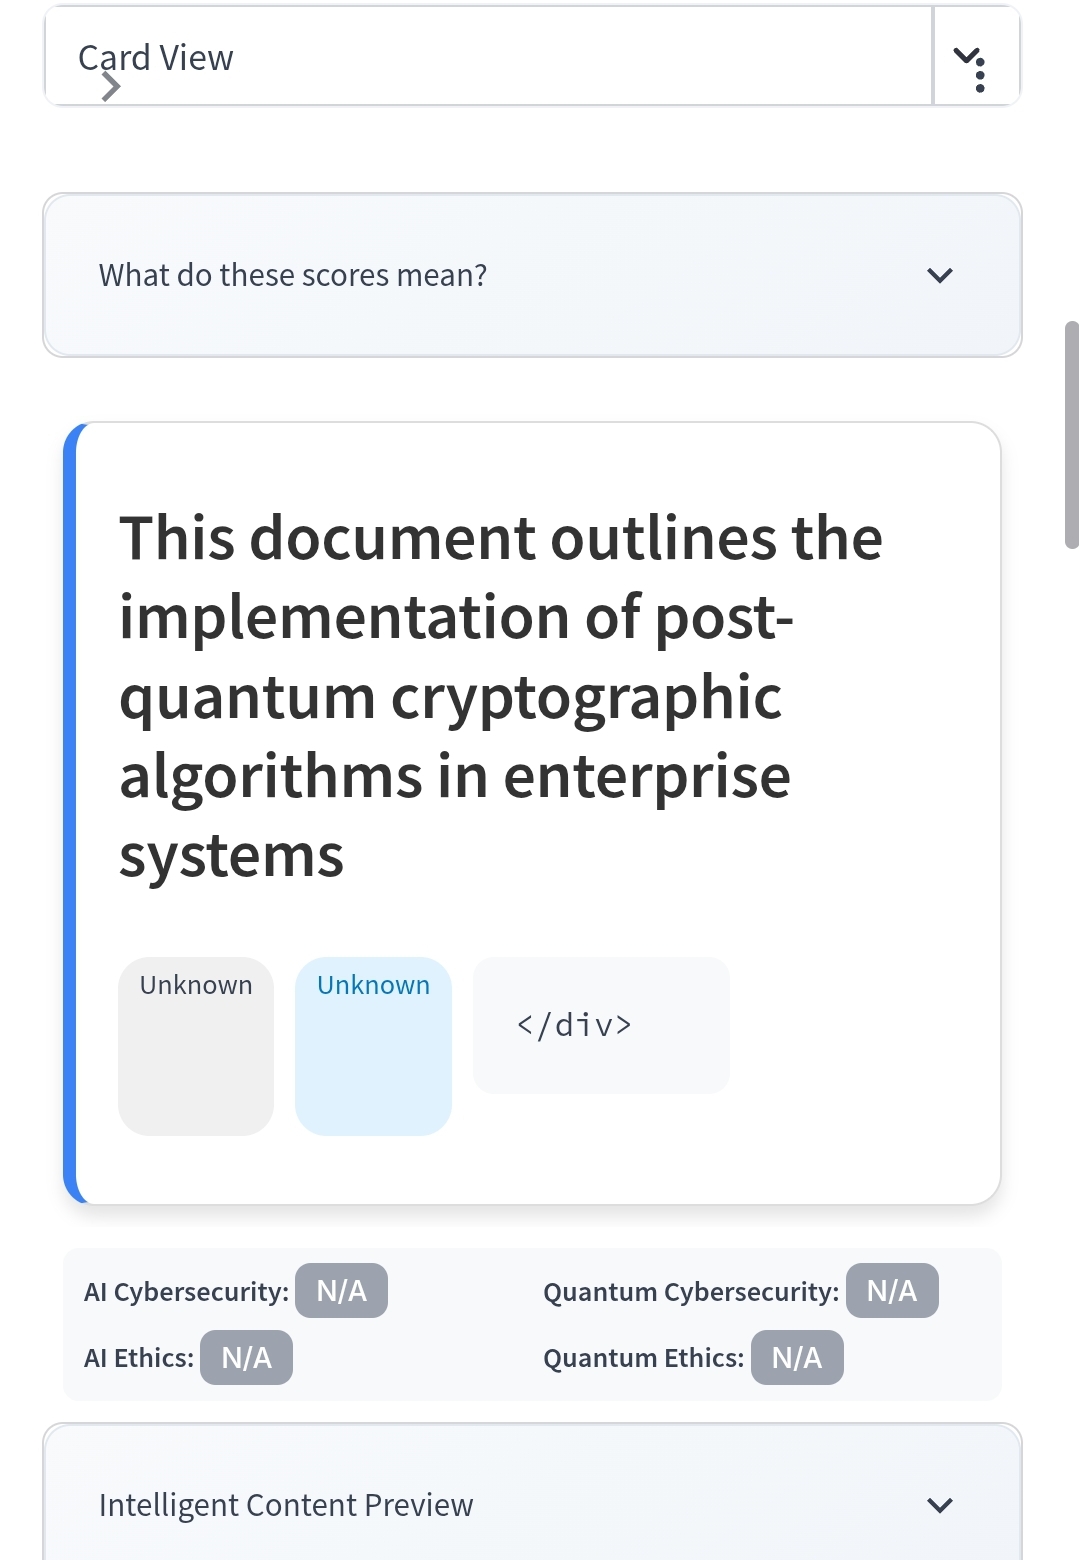 Card View
What do these scores mean?
This document outlines the
implementation of post-
quantum cryptographic
algorithms in enterprise
systems
Unknown Unknown </div>
AI Cybersecurity: N/A Quantum Cybersecurity: N/A
AI Ethics: N/A Quantum Ethics: N/A
Intelligent Content Preview